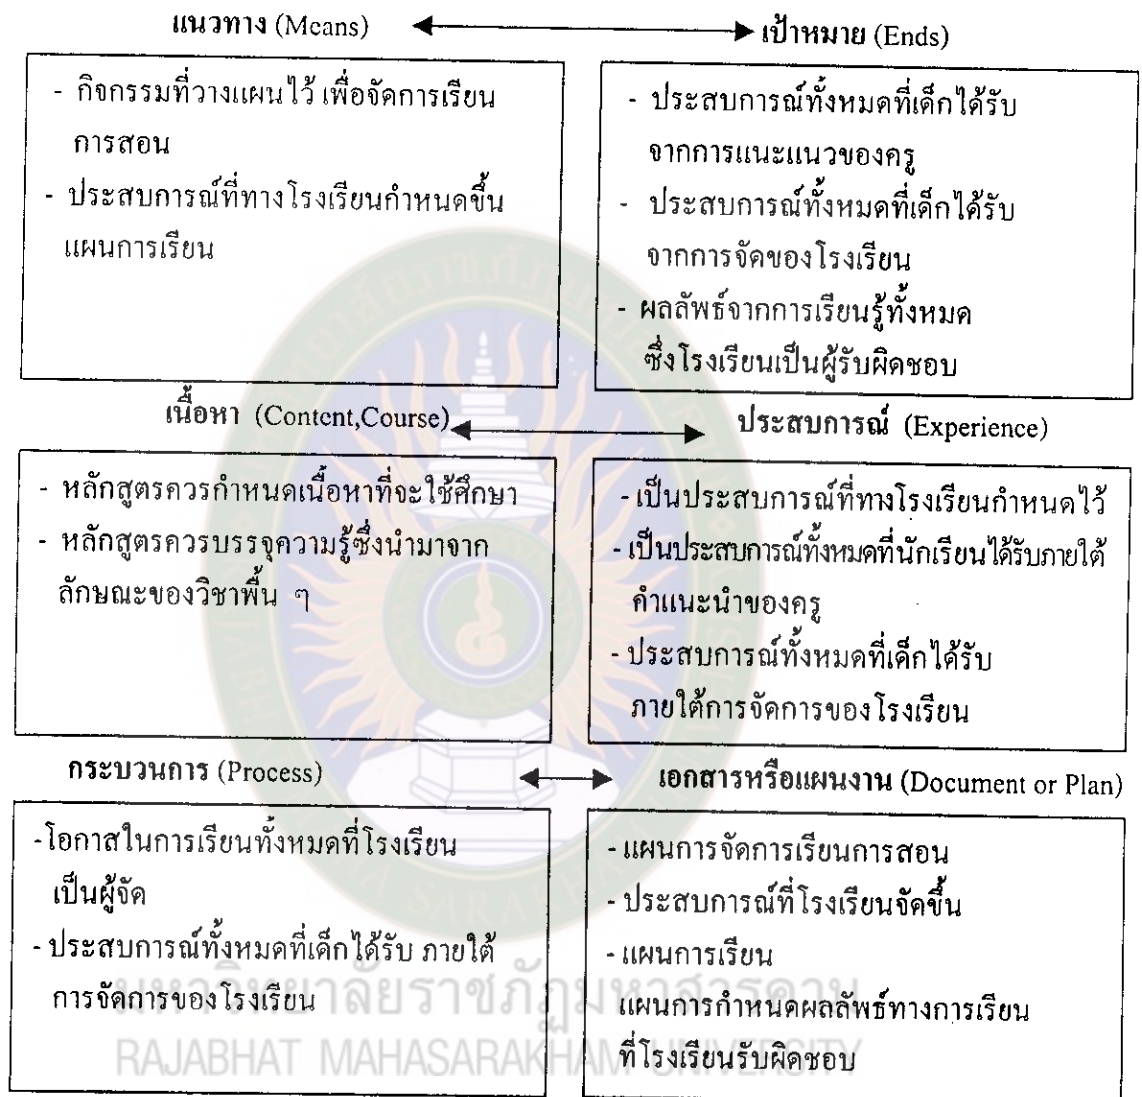 แนวทาง (Means)
เป้าหมาย (Ends)
- กิจกรรมที่วางแผนไว้ เพื่อจัดการเรียน
การสอน
- ประสบการณ์ที่ทางโรงเรียนกำหนดขึ้น
แผนการเรียน
- ประสบการณ์ทั้งหมดที่เด็กได้รับ
จากการแนะแนวของครู
- ประสบการณ์ทั้งหมดที่เด็กได้รับ
จากการจัดของโรงเรียน
- ผลลัพธ์จากการเรียนรู้ทั้งหมด
ซึ่งโรงเรียนเป็นผู้รับผิดชอบ
เนื้อหา (Content,Course)
ประสบการณ์ (Experience)
- หลักสูตรควรกำหนดเนื้อหาที่จะใช้ศึกษา
- หลักสูตรควรบรรจุความรู้ซึ่งนำมาจาก
ลักษณะของวิชาพื้น ๆ
- เป็นประสบการณ์ที่ทางโรงเรียนกำหนดไว้
- เป็นประสบการณ์ทั้งหมดที่นักเรียนได้รับภายใต้
คำแนะนำของครู
- ประสบการณ์ทั้งหมดที่เด็กได้รับ
ภายใต้การจัดการของโรงเรียน
กระบวนการ (Process)
เอกสารหรือแผนงาน (Document or Plan)
-โอกาสในการเรียนทั้งหมดที่โรงเรียน
เป็นผู้จัด
- ประสบการณ์ทั้งหมดที่เด็กได้รับ ภายใต้
การจัดการของโรงเรียน
- แผนการจัดการเรียนการสอน
- ประสบการณ์ที่โรงเรียนจัดขึ้น
- แผนการเรียน
แผนการกำหนดผลลัพธ์ทางการเรียน
ที่โรงเรียนรับผิดชอบ
มหาวิทยาลัยราชภัฏมหาสารคาม
RAJABHAT MAHASARAKHAM UNIVERSITY